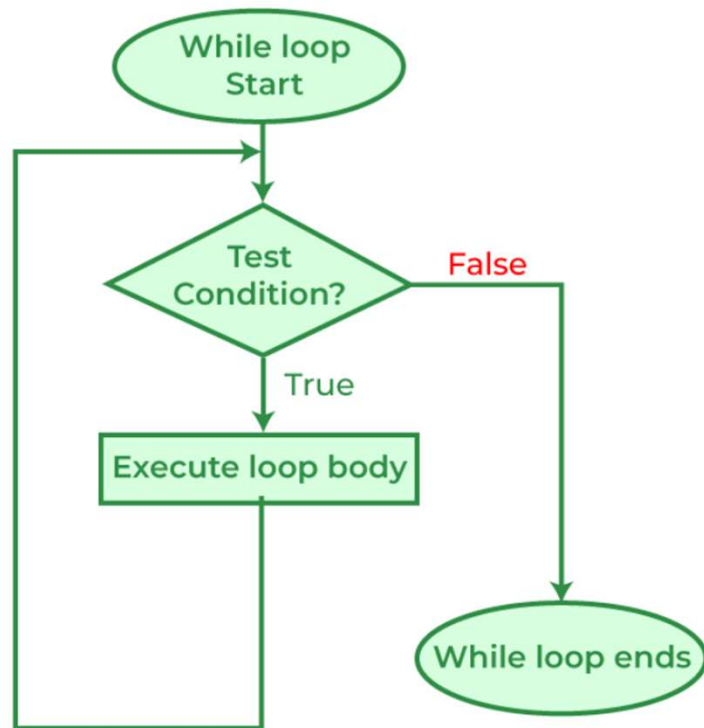 While loop
Start
Test
Condition?
False
True
Execute loop body
While loop ends